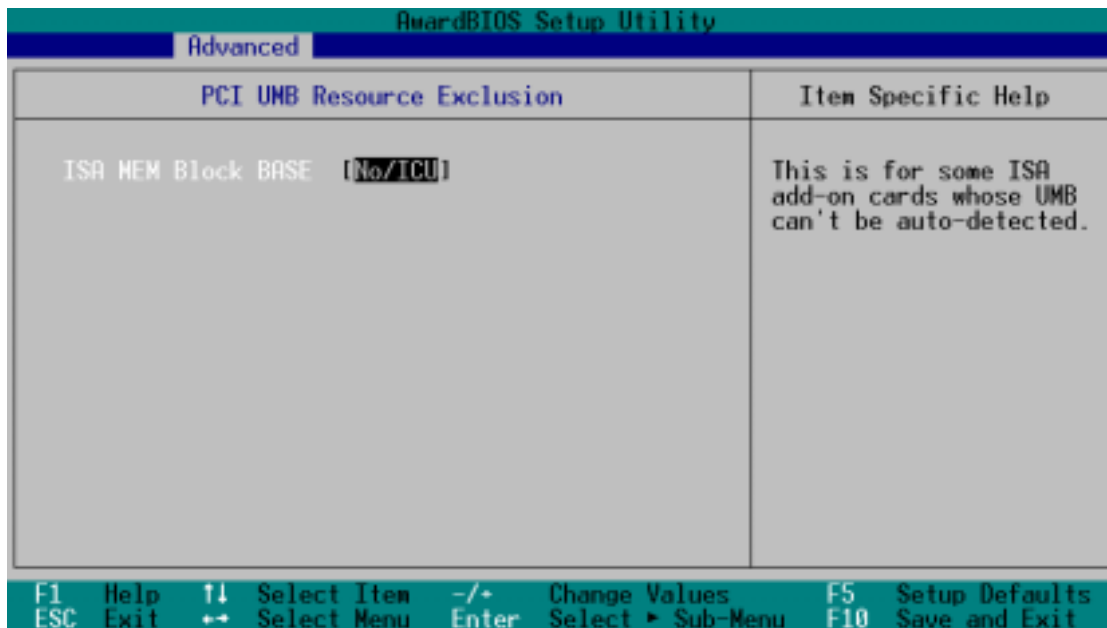 AwardBIOS Setup Utility
Advanced
PCI UMB Resource Exclusion
Item Specific Help
ISA MEM Block BASE [No/ICU]
This is for some ISA
add-on cards whose UMB
can't be auto-detected.
F1 Help ↑↓ Select Item -/+ Change Values F5 Setup Defaults
ESC Exit ←→ Select Menu Enter Select ► Sub-Menu F10 Save and Exit